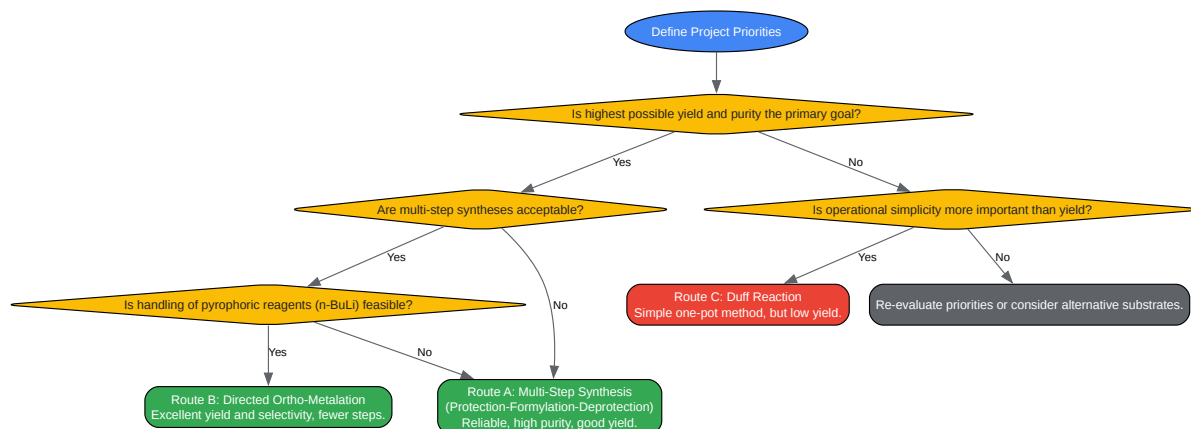 Define Project Priorities
Is highest possible yield and purity the primary goal?
Yes
No
Are multi-step syntheses acceptable?
Is operational simplicity more important than yield?
Yes
No
Yes
No
Is handling of pyrophoric reagents (n-BuLi) feasible?
Route C: Duff Reaction
Simple one-pot method, but low yield.
Re-evaluate priorities or consider alternative substrates.
Yes
No
Route B: Directed Ortho-Metalation
Excellent yield and selectivity, fewer steps.
Route A: Multi-Step Synthesis
(Protection-Formylation-Deprotection)
Reliable, high purity, good yield.